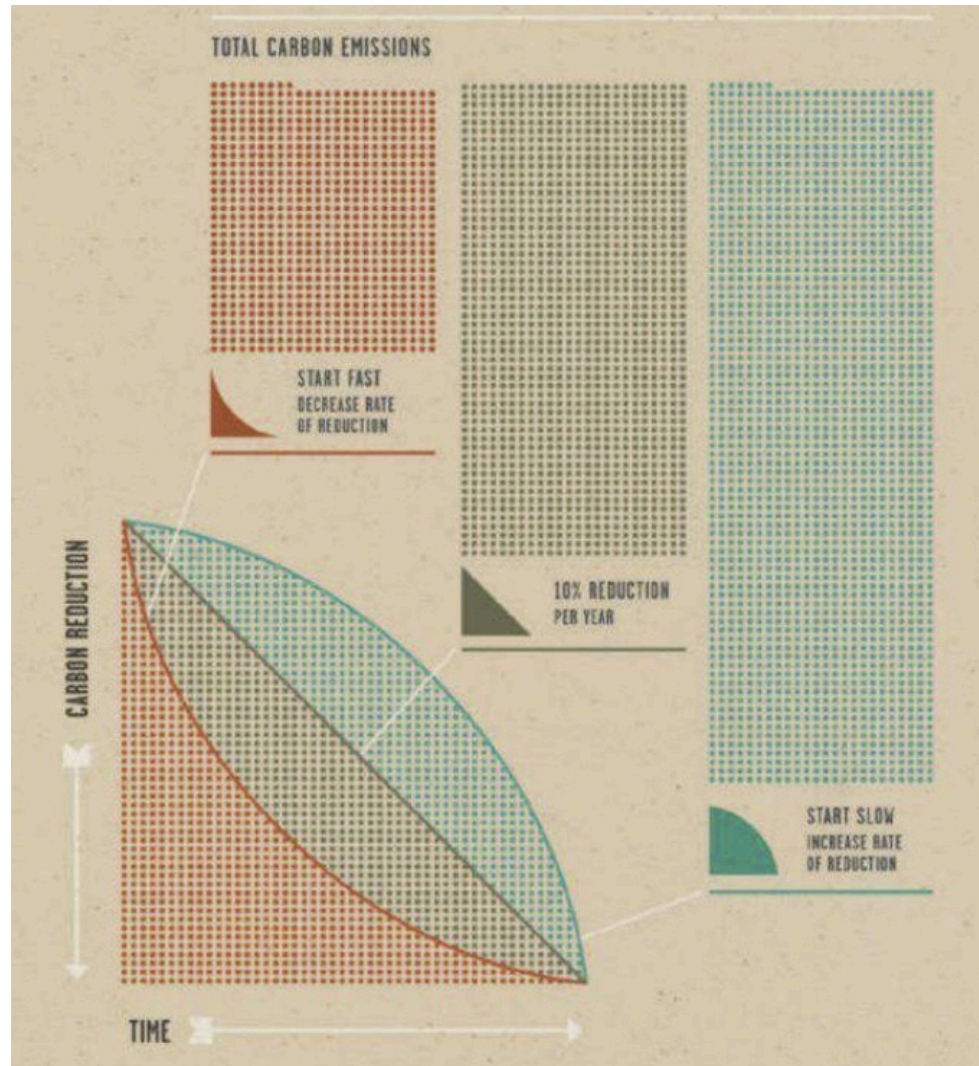 TOTAL CARBON EMISSIONS
START FAST
DECREASE RATE
OF REDUCTION
10% REDUCTION
PER YEAR
START SLOW
INCREASE RATE
OF REDUCTION
CARBON REDUCTION
TIME